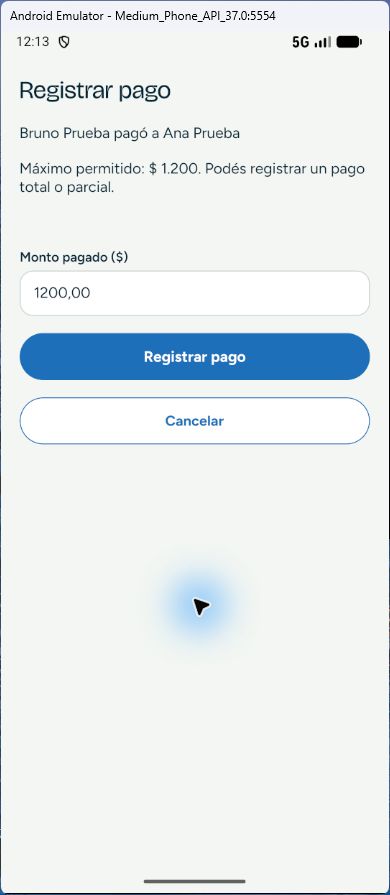 Android Emulator - Medium_Phone_API_37.0:5554
12:13 5G
Registrar pago
Bruno Prueba pagó a Ana Prueba
Máximo permitido: $ 1.200. Podés registrar un pago
total o parcial.
Monto pagado ($)
1200,00
Registrar pago
Cancelar